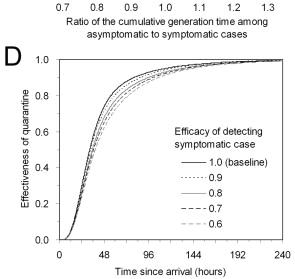 0.7 0.8 0.9 1.0 1.1 1.2 1.3
Ratio of the cumulative generation time among
asymptomatic to symptomatic cases
D
Effectiveness of quarantine
1.0
0.8
0.6
0.4
0.2
0.0
Efficacy of detecting
symptomatic case
1.0 (baseline)
0.9
0.8
0.7
0.6
0 48 96 144 192 240
Time since arrival (hours)